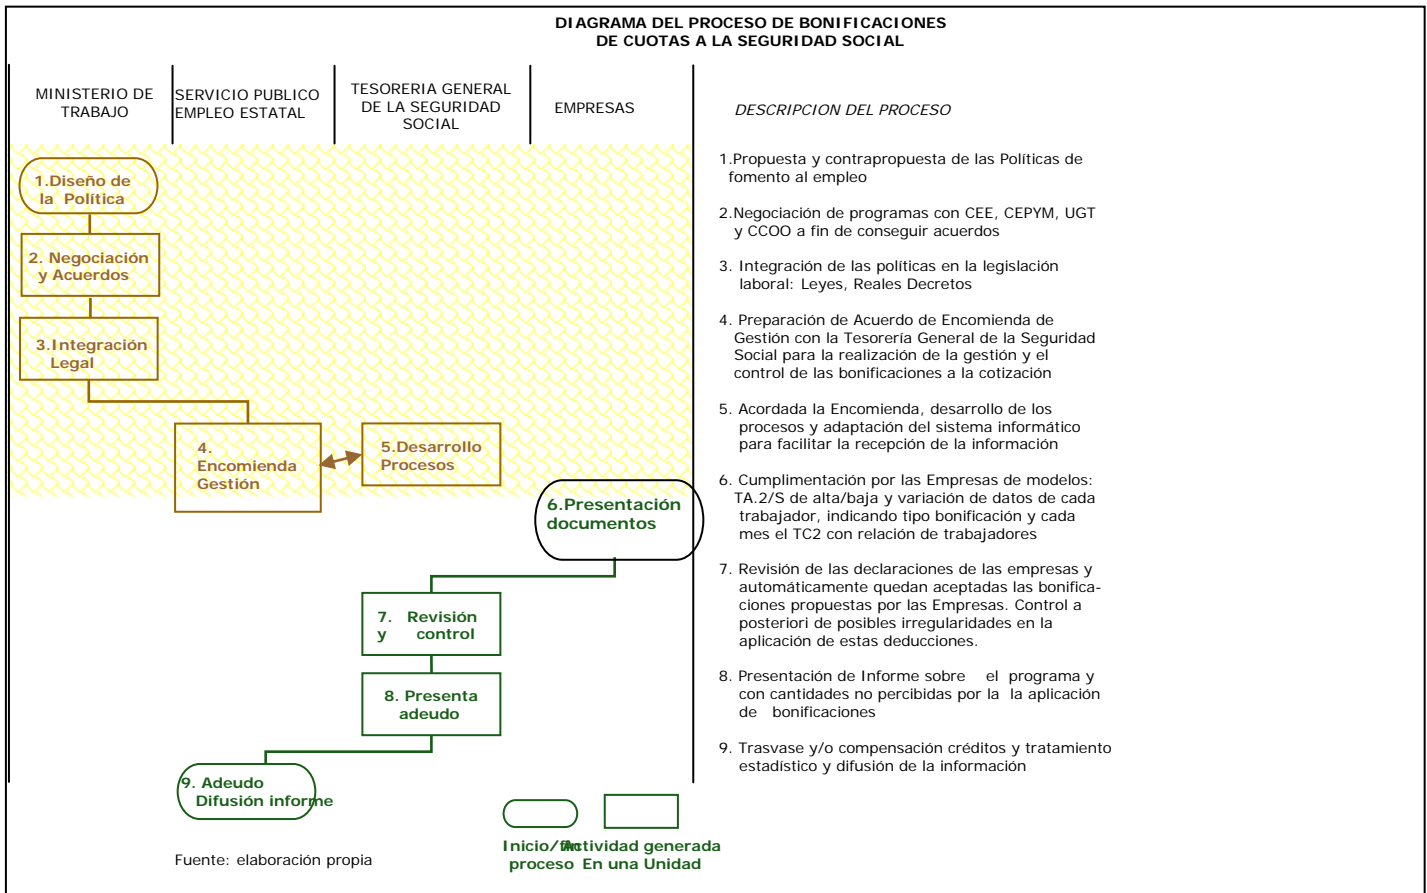 DIAGRAMA DEL PROCESO DE BONIFICACIONES
DE CUOTAS A LA SEGURIDAD SOCIAL
MINISTERIO DE
TRABAJO
SERVICIO PUBLICO
EMPLEO ESTATAL
TESORERIA GENERAL
DE LA SEGURIDAD
SOCIAL
EMPRESAS
DESCRIPCION DEL PROCESO
1.Diseño de
la Política
2. Negociación
y Acuerdos
3.Integración
Legal
4.
Encomienda
Gestión
5.Desarrollo
Procesos
6.Presentación
documentos
7. Revisión
y control
8. Presenta
adeudo
9. Adeudo
Difusión informe
1.Propuesta y contrapropuesta de las Políticas de
fomento al empleo
2.Negociación de programas con CEE, CEPYM, UGT
y CCOO a fin de conseguir acuerdos
3. Integración de las políticas en la legislación
laboral: Leyes, Reales Decretos
4. Preparación de Acuerdo de Encomienda de
Gestión con la Tesorería General de la Seguridad
Social para la realización de la gestión y el
control de las bonificaciones a la cotización
5. Acordada la Encomienda, desarrollo de los
procesos y adaptación del sistema informático
para facilitar la recepción de la información
6. Cumplimentación por las Empresas de modelos:
TA.2/S de alta/baja y variación de datos de cada
trabajador, indicando tipo bonificación y cada
mes el TC2 con relación de trabajadores
7. Revisión de las declaraciones de las empresas y
automáticamente quedan aceptadas las bonifica-
ciones propuestas por las Empresas. Control a
posteriori de posibles irregularidades en la
aplicación de estas deducciones.
8. Presentación de Informe sobre el programa y
con cantidades no percibidas por la la aplicación
de bonificaciones
9. Trasvase y/o compensación créditos y tratamiento
estadístico y difusión de la información
Inicio/fin
proceso
Actividad generada
En una Unidad
Fuente: elaboración propia